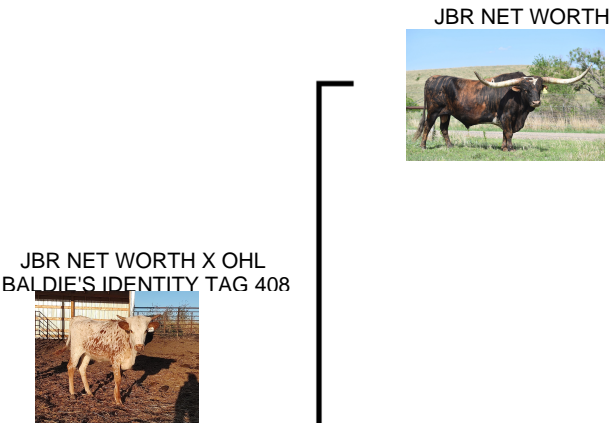 JBR NET WORTH
JBR NET WORTH X OHL
BALDIE'S IDENTITY TAG 408